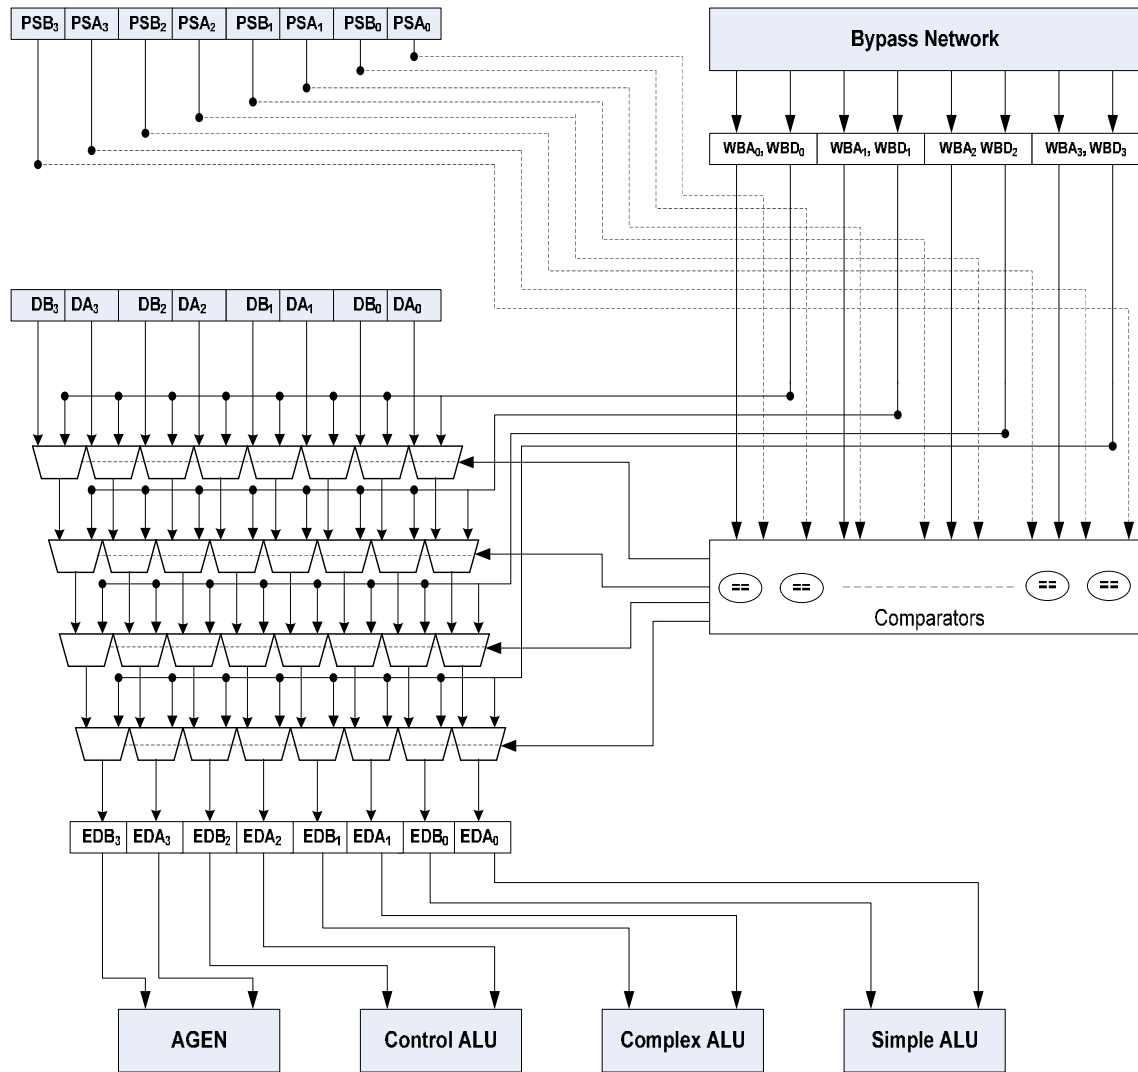 PSB₃ PSA₃ PSB₂ PSA₂ PSB₁ PSA₁ PSB₀ PSA₀
Bypass Network
WBA₀, WBD₀ WBA₁, WBD₁ WBA₂ WBD₂ WBA₃, WBD₃
DB₃ DA₃ DB₂ DA₂ DB₁ DA₁ DB₀ DA₀
== == == ==
Comparators
EDB₃ EDA₃ EDB₂ EDA₂ EDB₁ EDA₁ EDB₀ EDA₀
AGEN Control ALU Complex ALU Simple ALU